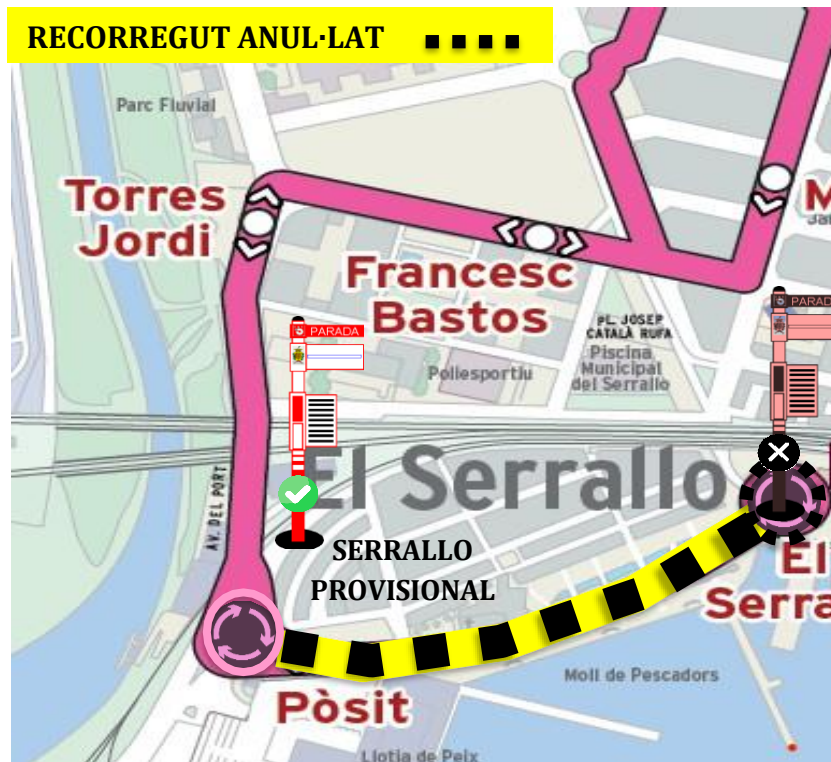 RECORREGUT ANUL·LAT
Parc Fluvial
Torres
Jordi
M
Francesc
Bastos
PARADA
PARADA
PL. JOSEP
CATALÀ RUFA
Piscina
Municipal
del Serrallo
Poliesportiu
El Serrallo
AV. DEL PORT
SERRALLO
PROVISIONAL
El
Serra
Moll de Pescadors
Pòsit
Llotja de Peix